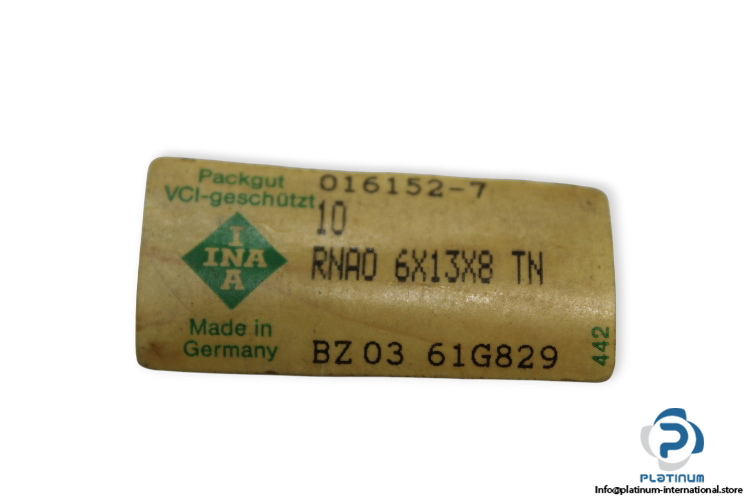 Packgut
VCI-geschützt
016152-7
10
INA
INA
RNAO 6X13X8 TN
Made in
Germany
BZ 03 61G829
442
PLATINUM
Info@platinum-international.store